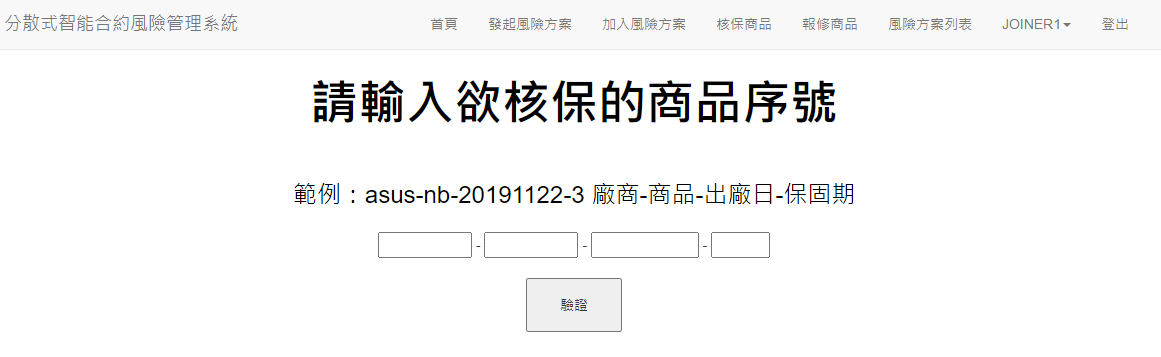 分散式智能合約風險管理系統 首頁 發起風險方案 加入風險方案 核保商品 報修商品 風險方案列表 JOINER1 登出
請輸入欲核保的商品序號
範例：asus-nb-20191122-3 廠商-商品-出廠日-保固期
- - -
驗證